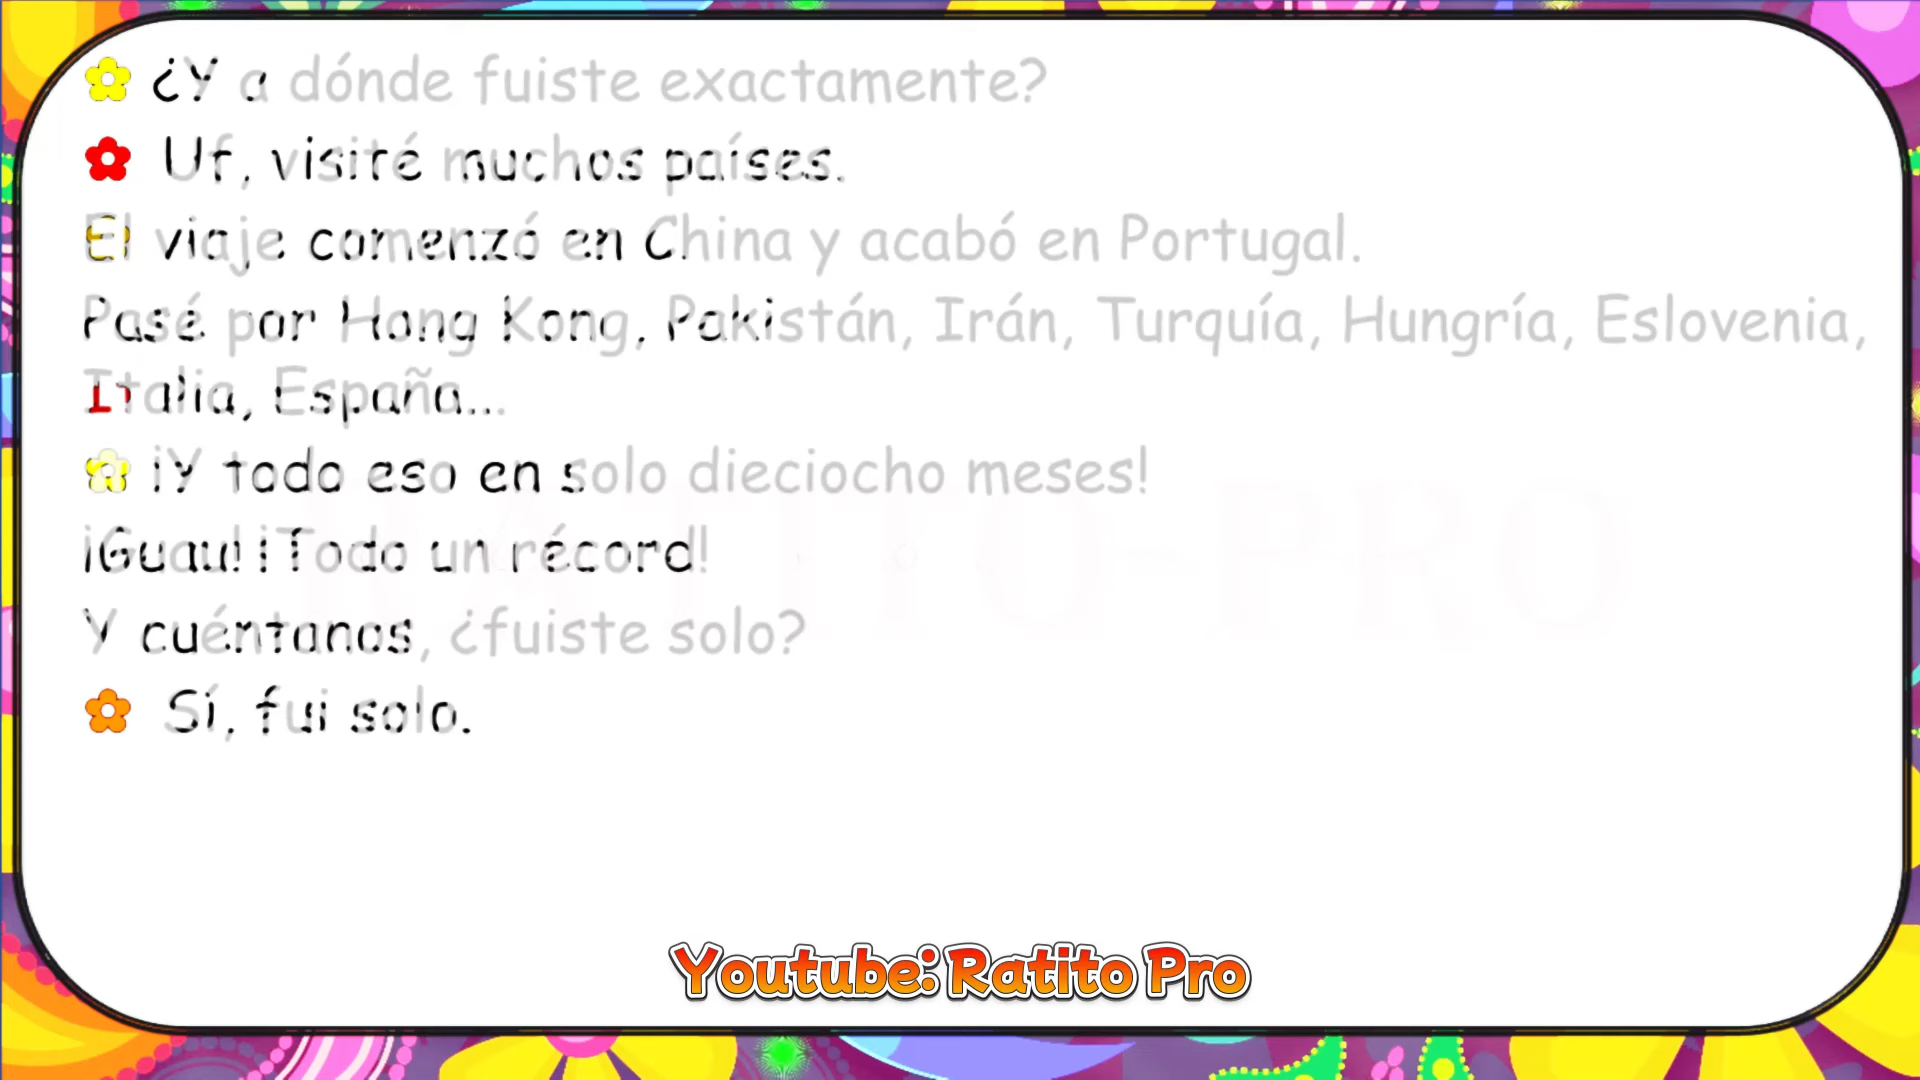 ¿Y a dónde fuiste exactamente?
Uf, visité muchos países.
El viaje comenzó en China y acabó en Portugal.
Pasé por Hong Kong, Pakistán, Irán, Turquía, Hungría, Eslovenia,
Italia, España...
¡Y todo eso en solo dieciocho meses!
¡Guau! ¡Todo un récord!
Y cuéntanos, ¿fuiste solo?
Sí, fui solo.
RATITO-PRO
Youtube: Ratito Pro